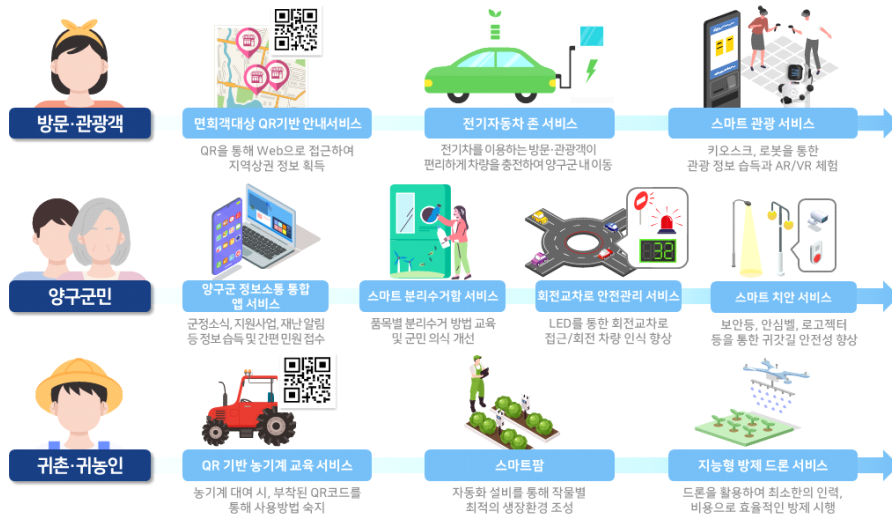 방문·관광객
면회객대상 QR기반 안내서비스
QR을 통해 Web으로 접근하여
지역상권 정보 획득
전기자동차 존 서비스
전기차를 이용하는 방문·관광객이
편리하게 차량을 충전하여 양구군 내 이동
스마트 관광 서비스
키오스크, 로봇을 통한
관광 정보 습득과 AR/VR 체험
양구군민
양구군 정보소통 통합
앱 서비스
군정소식, 지원사업, 재난 알림
등 정보 습득 및 간편 민원 접수
스마트 분리수거함 서비스
품목별 분리수거 방법 교육
및 군민 의식 개선
32
회전교차로 안전관리 서비스
LED를 통한 회전교차로
접근/회전 차량 인식 향상
스마트 치안 서비스
보안등, 안심벨, 로고젝터
등을 통한 귀갓길 안전성 향상
귀촌·귀농인
QR 기반 농기계 교육 서비스
농기계 대여 시, 부착된 QR코드를
통해 사용방법 숙지
스마트팜
자동화 설비를 통해 작물별
최적의 생장환경 조성
지능형 방제 드론 서비스
드론을 활용하여 최소한의 인력,
비용으로 효율적인 방제 시행